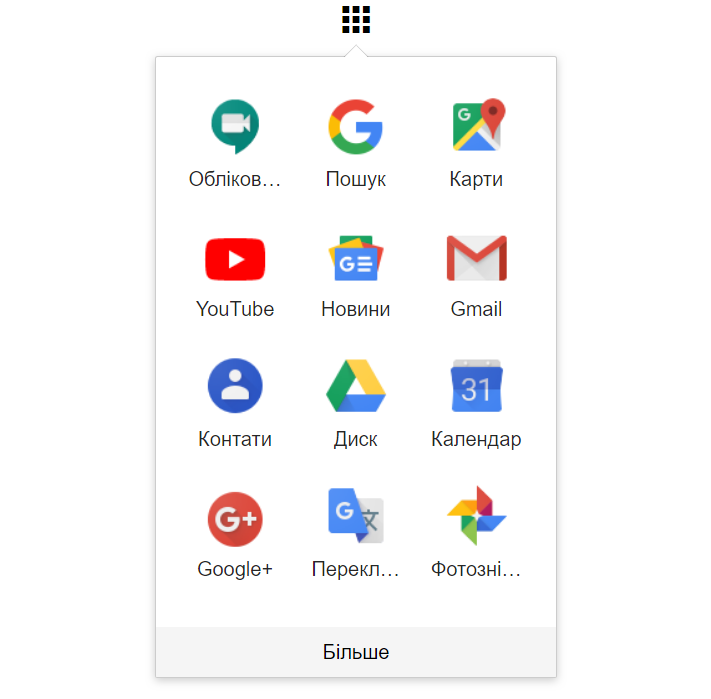 Обліков...
Пошук
Карти
YouTube
Новини
Gmail
Контати
Диск
31
Календар
Google+
Перекл...
Фотозні...
Більше